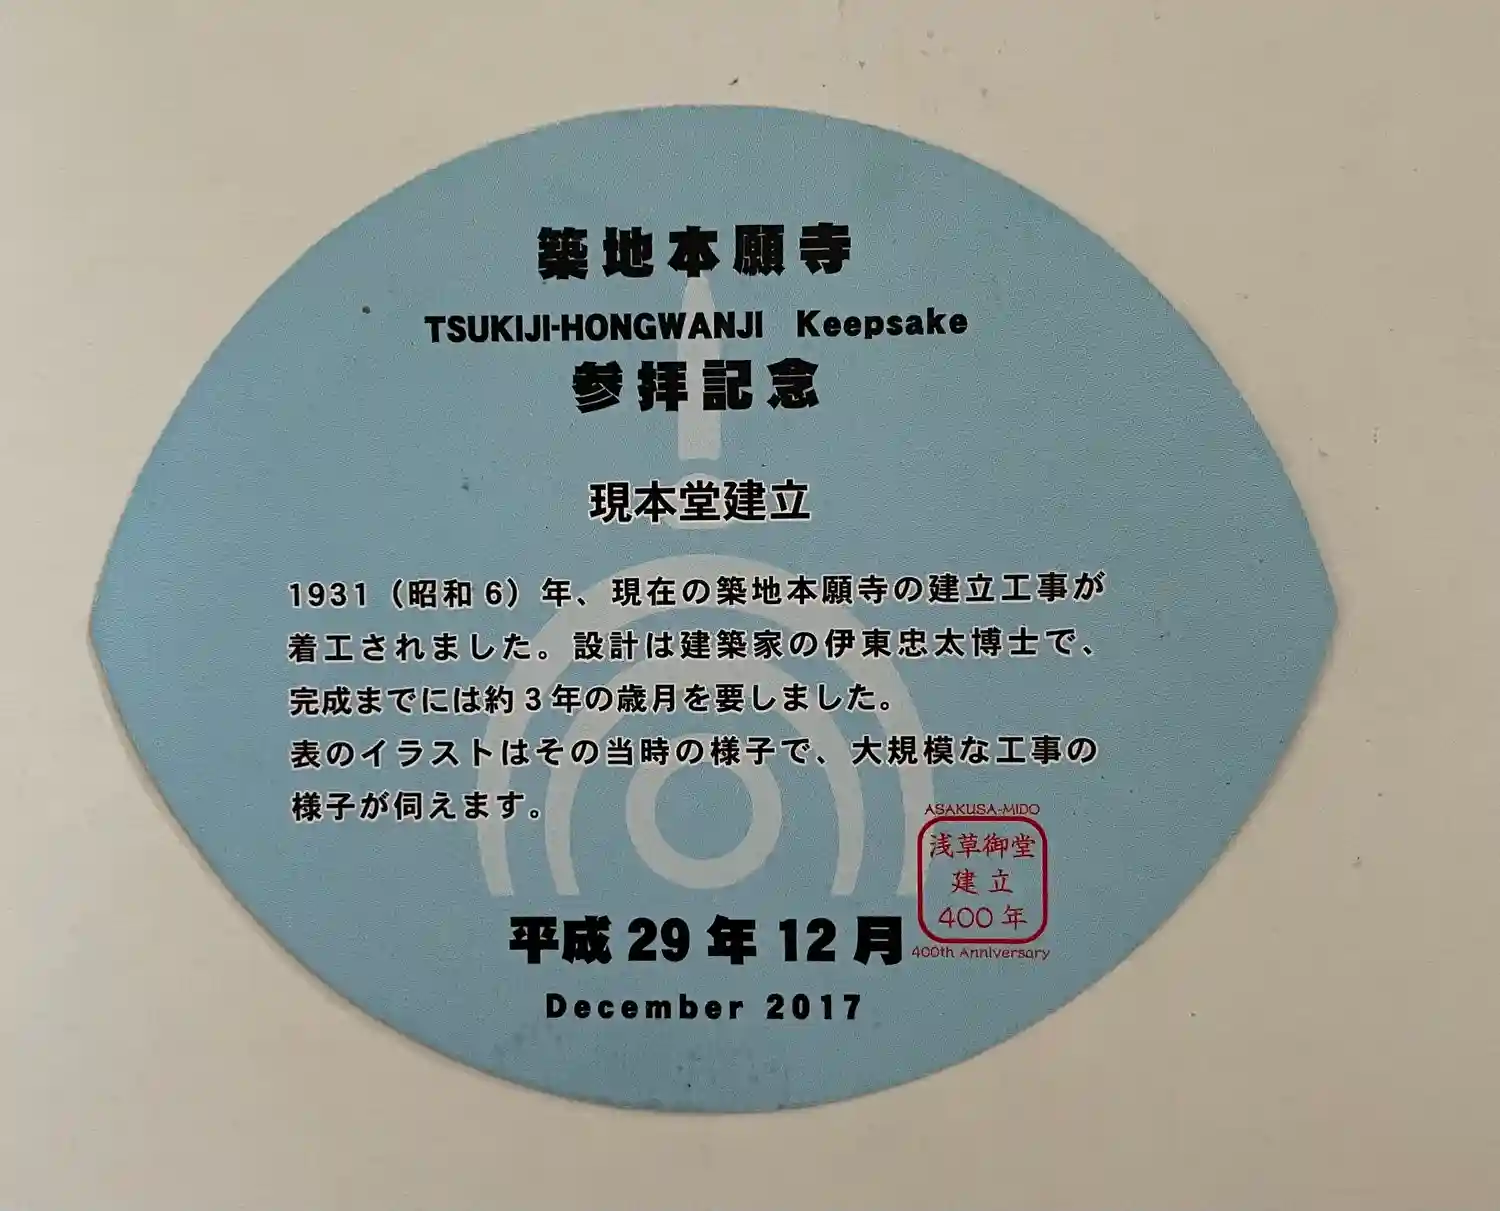 築地本願寺
TSUKIJI-HONGWANJI Keepsake
参拝記念
現本堂建立
1931（昭和6）年、現在の築地本願寺の建立工事が
着工されました。設計は建築家の伊東忠太博士で、
完成までには約3年の歳月を要しました。
表のイラストはその当時の様子で、大規模な工事の
様子が伺えます。
ASAKUSA-MIDO
浅草御堂
建立
400年
400th Anniversary
平成29年12月
December 2017